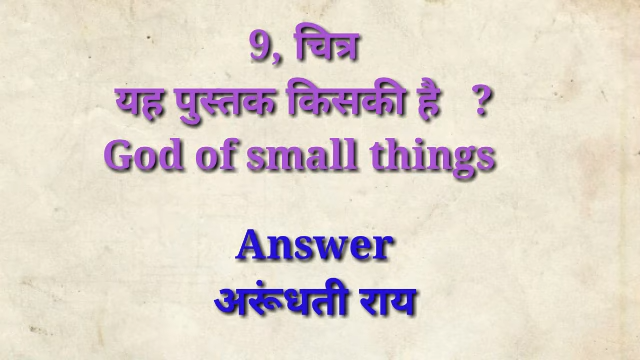 9, चित्र
यह पुस्तक किसकी है ?
God of small things
Answer
अरूंधती राय